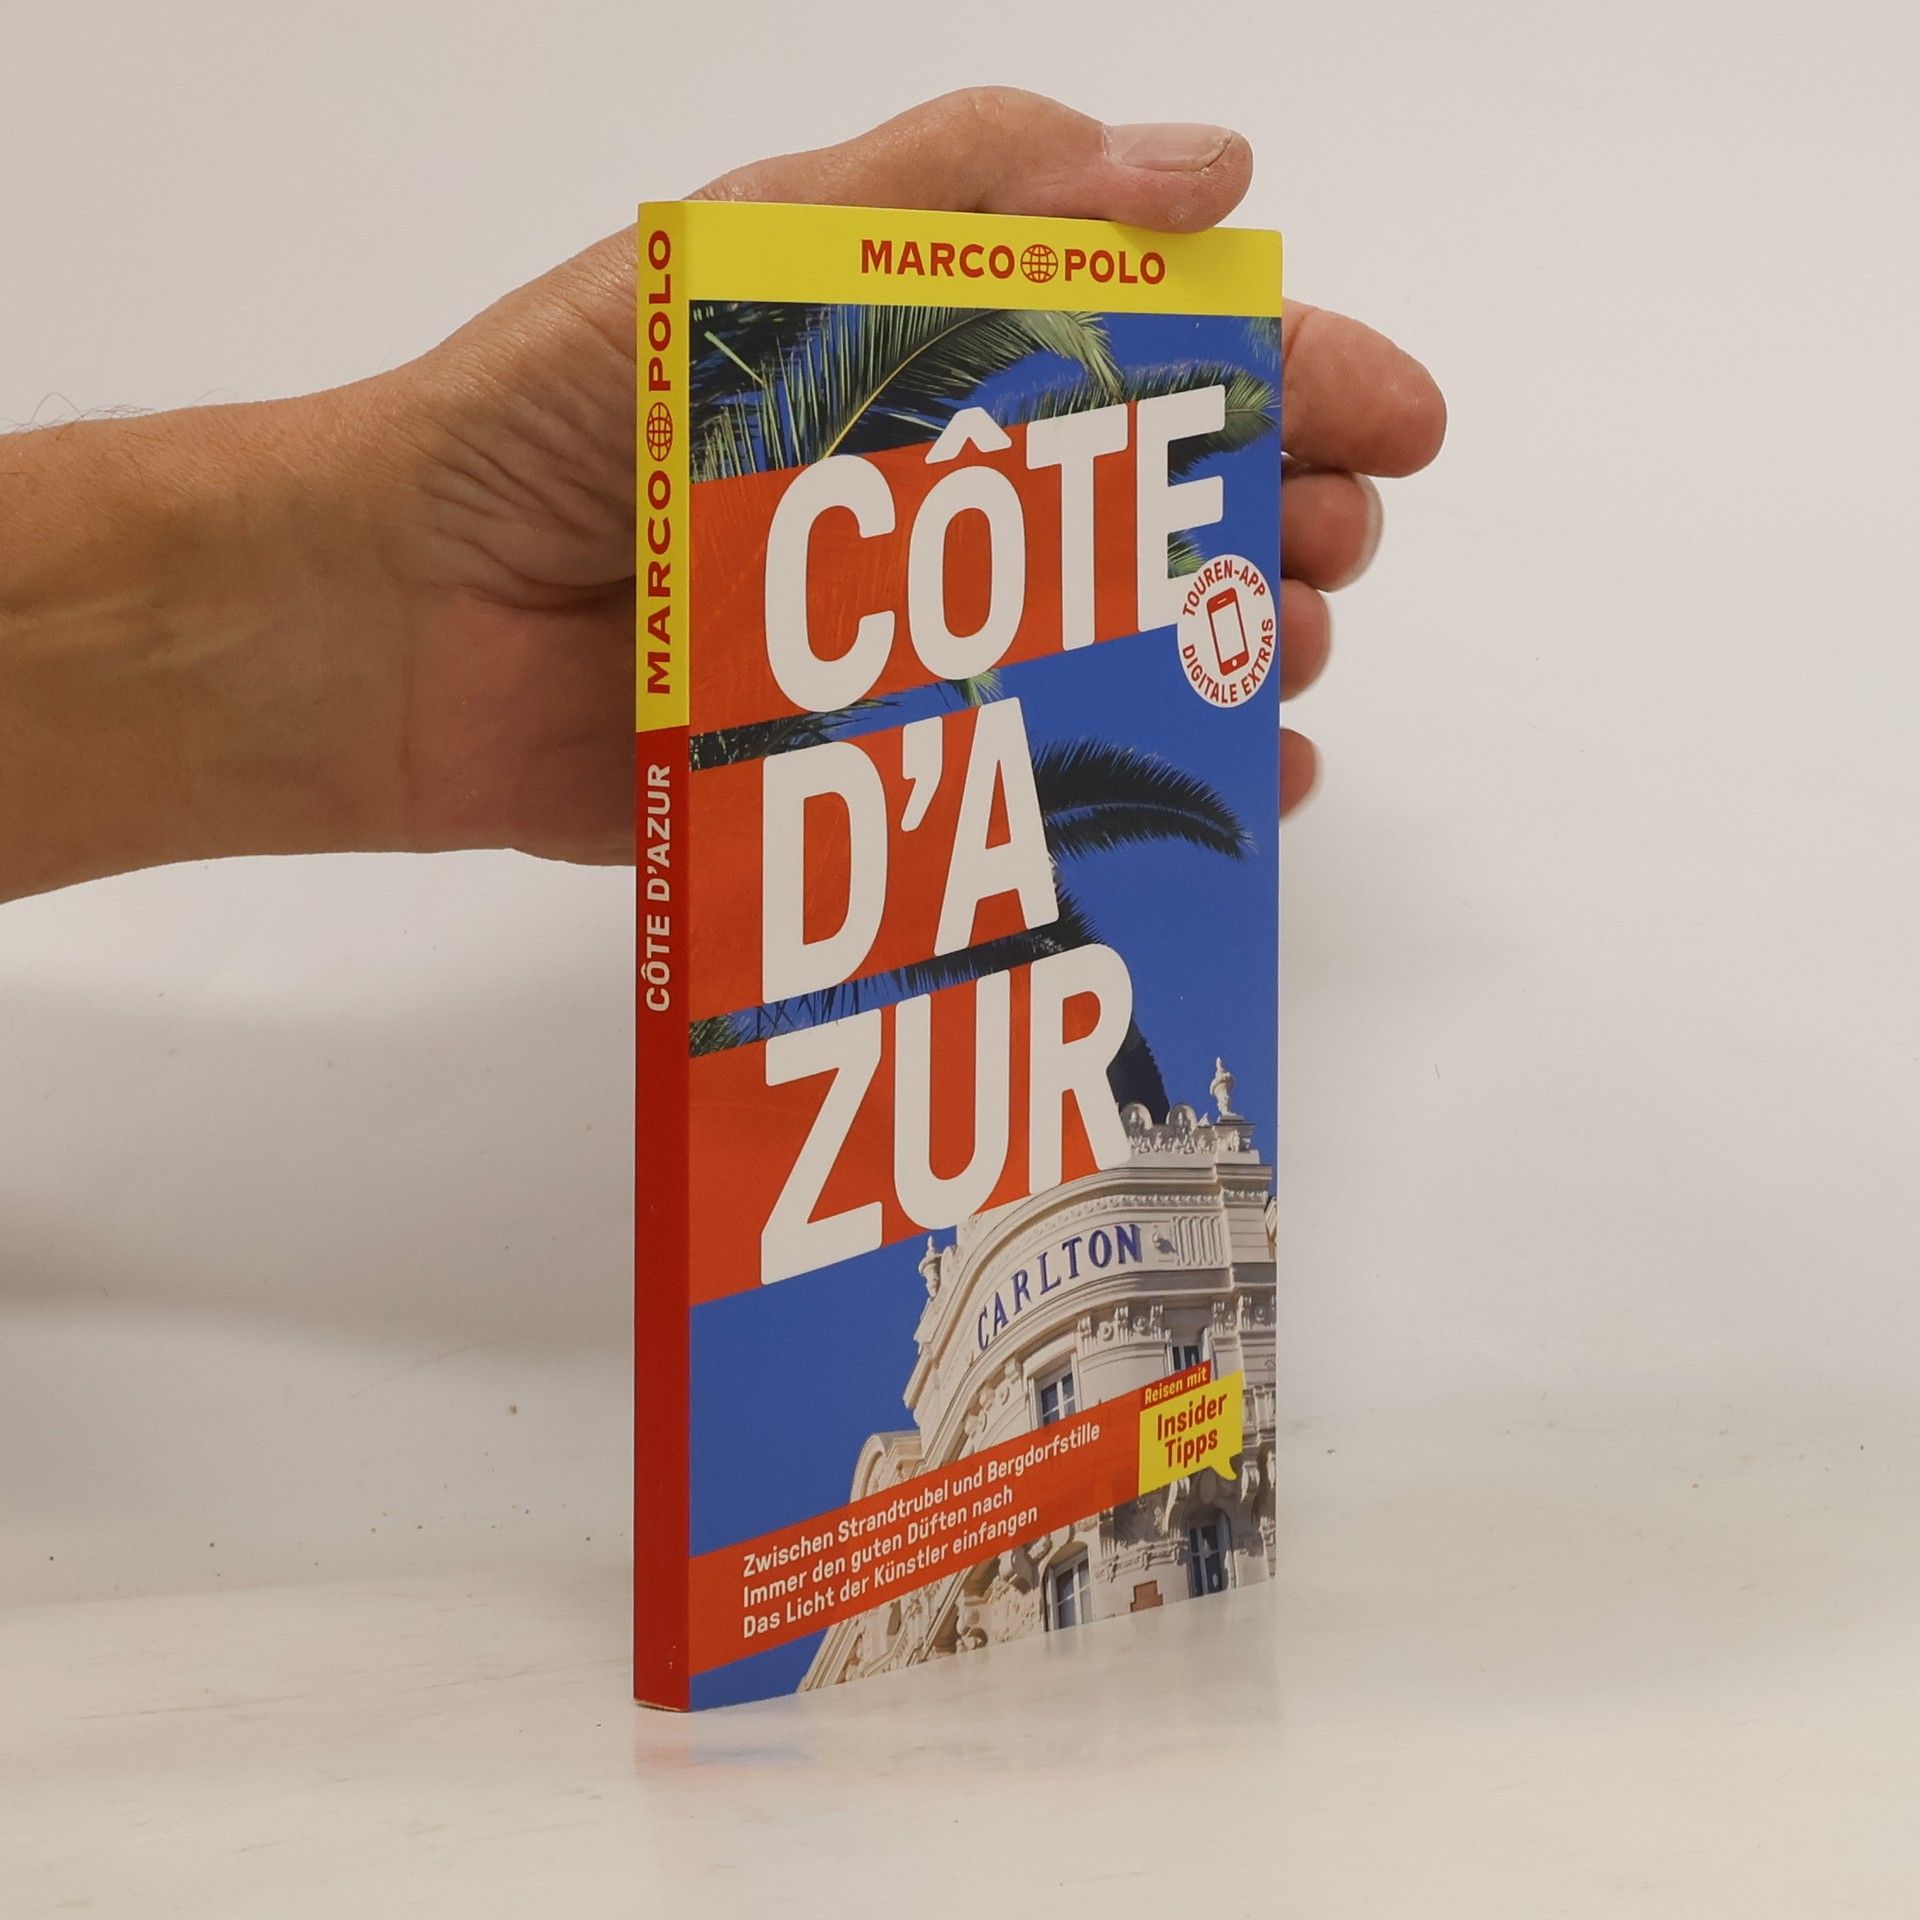 MARCO POLO
CÔTE D'AZUR
MARCO POLO
CÔTE
D'A
ZUR
TOUREN-APP
DIGITALE EXTRAS
CARLTON
Reisen mit
Insider
Tipps
Zwischen Strandtrubel und Bergdorfstille
Immer den guten Düften nach
Das Licht der Künstler einfangen